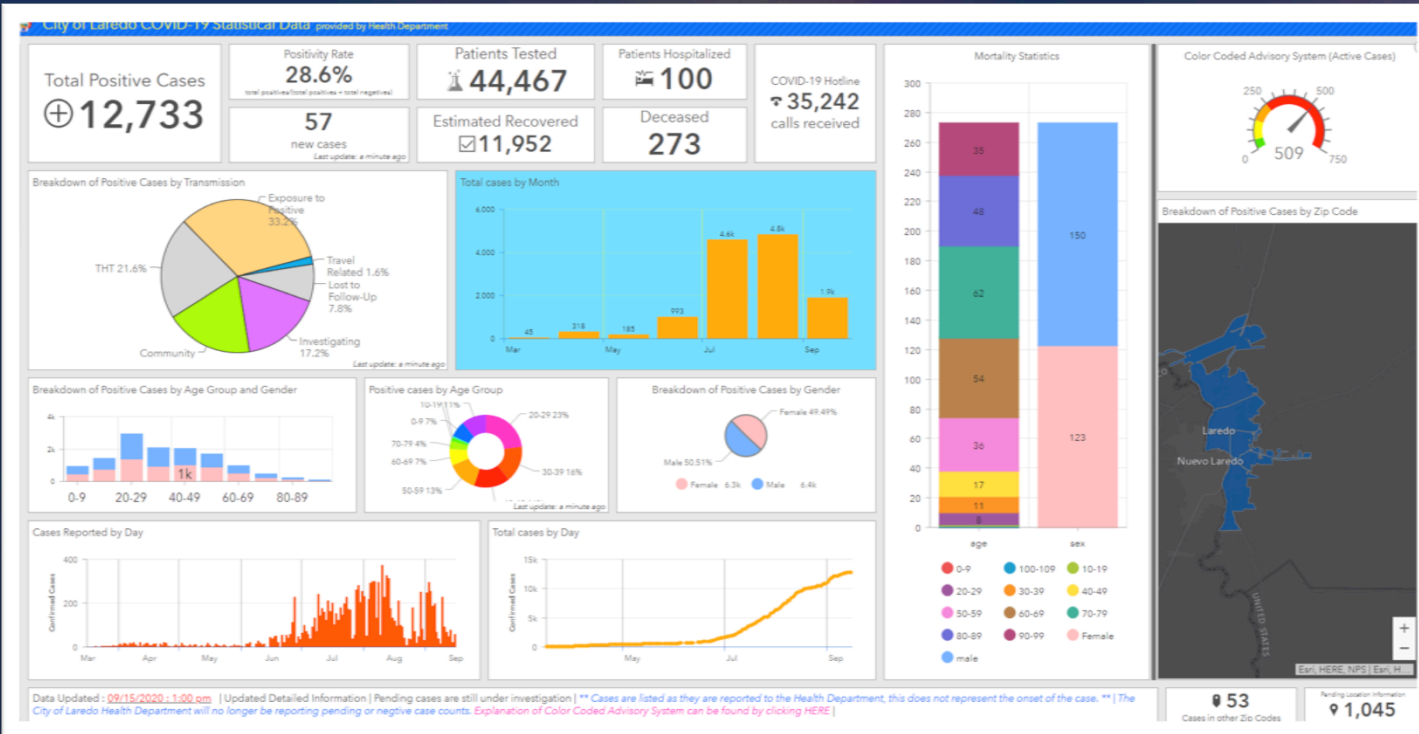 City of Laredo COVID-19 Statistical Data provided by Health Department
Total Positive Cases
12,733
Positivity Rate
28.6%
total positives/(total positives + total negatives)
57
new cases
Last update: a minute ago
Patients Tested
44,467
Estimated Recovered
11,952
Patients Hospitalized
100
Deceased
273
COVID-19 Hotline
35,242
calls received
Breakdown of Positive Cases by Transmission
Exposure to
Positive
33.2%
THT 21.6%
Travel
Related 1.6%
Lost to
Follow-Up
7.8%
Investigating
17.2%
Community
Last update: a minute ago
Total cases by Month
6,000
4,000
2,000
0
45
318
185
993
4.6k
4.8k
1.9k
Mar
May
Jul
Sep
Breakdown of Positive Cases by Age Group and Gender
4k
2k
0
1k
0-9
20-29
40-49
60-69
80-89
Positive cases by Age Group
10-19 11%
0-9 7%
70-79 4%
60-69 7%
50-59 13%
20-29 23%
30-39 16%
Last update: a minute ago
Breakdown of Positive Cases by Gender
Female 49.49%
Male 50.51%
Female 6.3k
Male 6.4k
Cases Reported by Day
Confirmed Cases
400
200
0
Mar
Apr
May
Jun
Jul
Aug
Sep
Total cases by Day
Confirmed Cases
15k
10k
5k
0
May
Jul
Sep
Mortality Statistics
300
280
260
240
220
200
180
160
140
120
100
80
60
40
20
0
35
48
62
54
36
17
11
8
150
123
age
sex
0-9
100-109
10-19
20-29
30-39
40-49
50-59
60-69
70-79
80-89
90-99
Female
male
Color Coded Advisory System (Active Cases)
250
500
0
750
509
Breakdown of Positive Cases by Zip Code
Laredo
Nuevo Laredo
UNITED STATES
+
−
Esri, HERE, NPS | Esri, H...
Data Updated : 09/15/2020 : 1:00 pm | Updated Detailed Information | Pending cases are still under investigation | ** Cases are listed as they are reported to the Health Department, this does not represent the onset of the case. ** | The
City of Laredo Health Department will no longer be reporting pending or negtive case counts. Explanation of Color Coded Advisory System can be found by clicking HERE |
53
Cases in other Zip Codes
Pending Location Information
1,045